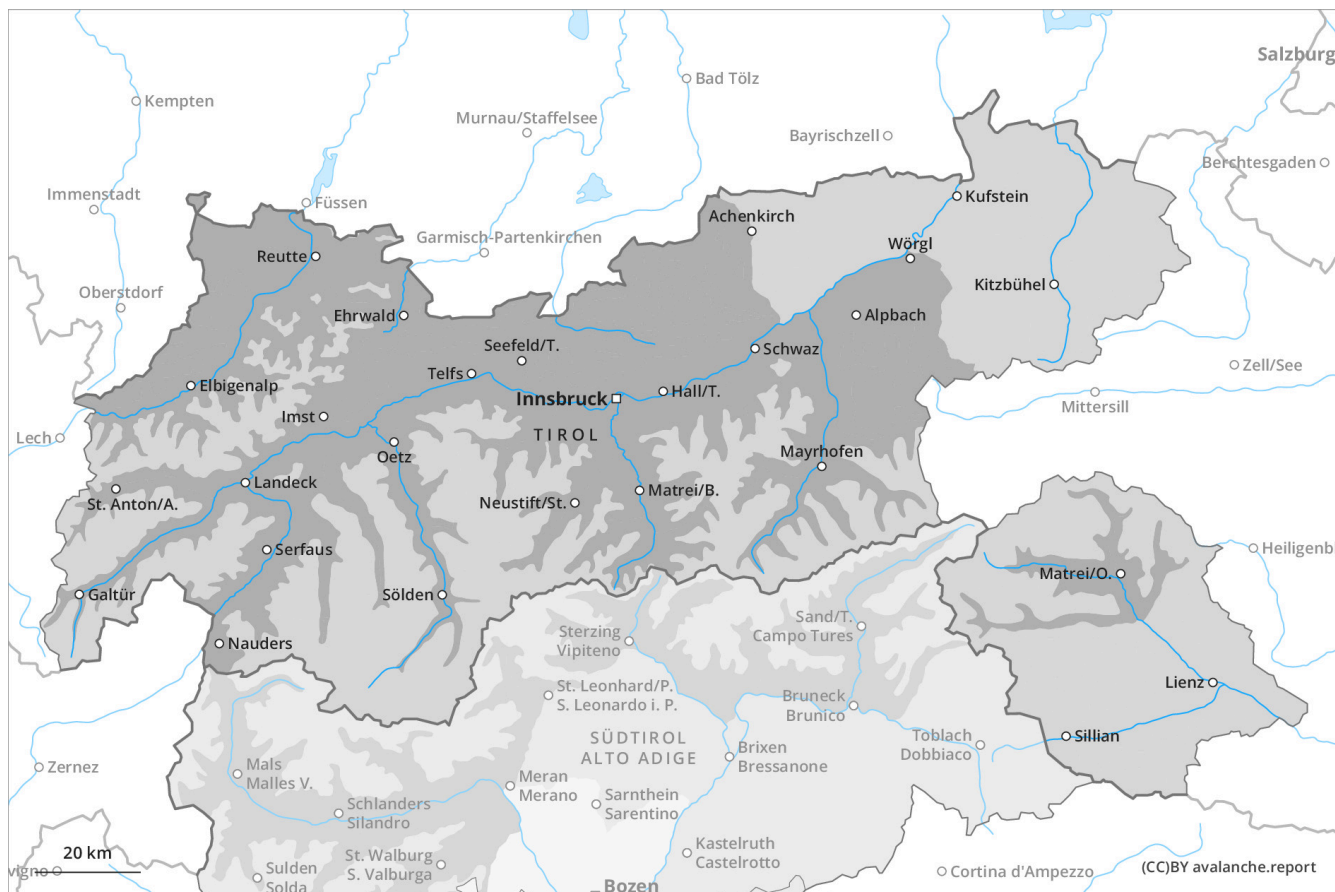 Salzburg
Bad Tölz
Kempten
Murnau/Staffelsee
Bayrischzell
Berchtesgaden
Immenstadt
Füssen
Kufstein
Achenkirch
Garmisch-Partenkirchen
Wörgl
Reutte
Kitzbühel
Oberstdorf
Ehrwald
Alpbach
Seefeld/T.
Schwaz
Zell/See
Telfs
Elbigenalp
Innsbruck
Hall/T.
Mittersill
Imst
Lech
TIROL
Oetz
Mayrhofen
Landeck
St. Anton/A.
Neustift/St.
Matrei/B.
Serfaus
Heiligenb
Matrei/O.
Galtür
Sölden
Sand/T.
Campo Tures
Nauders
Sterzing
Vipiteno
St. Leonhard/P.
S. Leonardo i. P.
Lienz
Bruneck
Brunico
SÜDTIROL
ALTO ADIGE
Toblach
Dobbiaco
Sillian
Brixen
Bressanone
Zernez
Mals
Malles V.
Meran
Merano
Schlanders
Silandro
Sarnthein
Sarentino
Kastelruth
Castelrotto
20 km
St. Walburg
S. Valburga
vigno
Sulden
Solda
Bozen
Cortina d'Ampezzo
(CC)BY avalanche.report